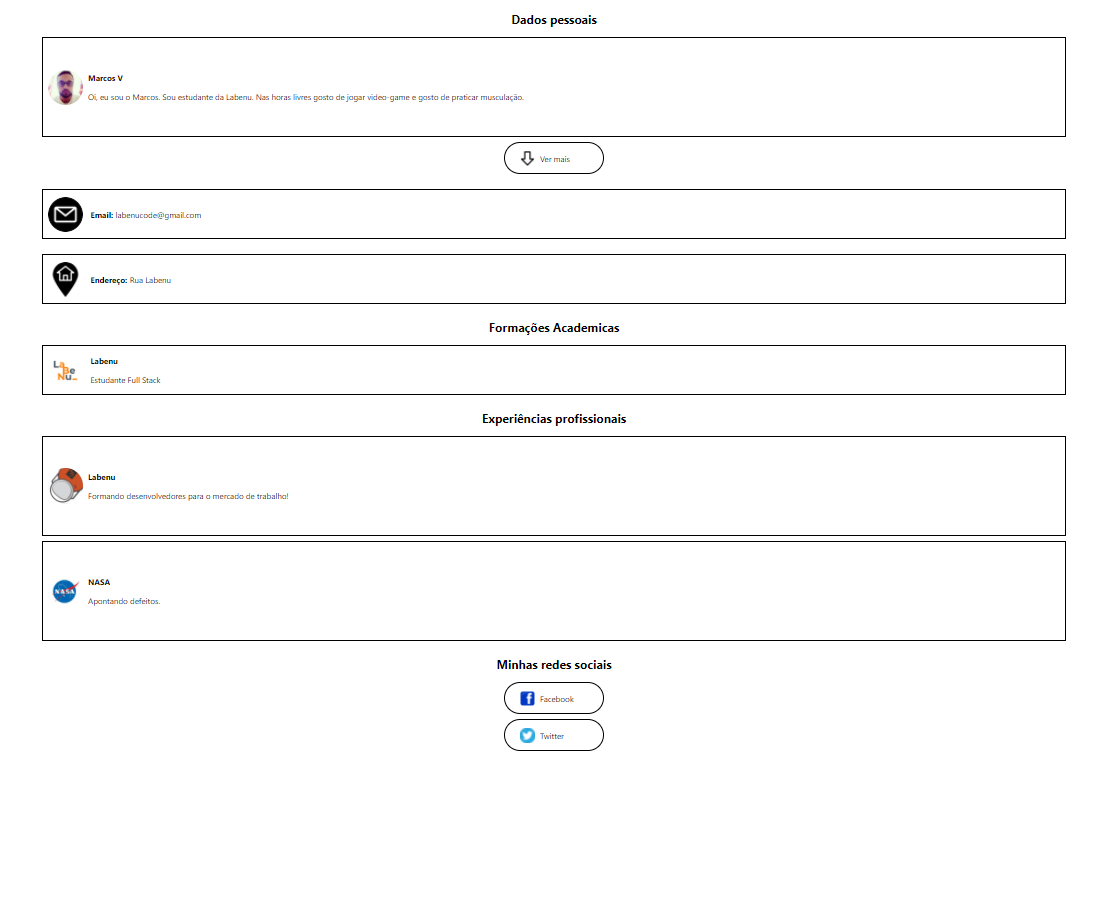 Dados pessoais
Marcos V
Oi, eu sou o Marcos. Sou estudante da Labenu. Nas horas livres gosto de jogar video-game e gosto de praticar musculação.
Ver mais
Email: labenucode@gmail.com
Endereço: Rua Labenu
Formações Academicas
LaBeNu_
Labenu
Estudante Full Stack
Experiências profissionais
Labenu
Formando desenvolvedores para o mercado de trabalho!
NASA
NASA
Apontando defeitos.
Minhas redes sociais
f Facebook
Twitter